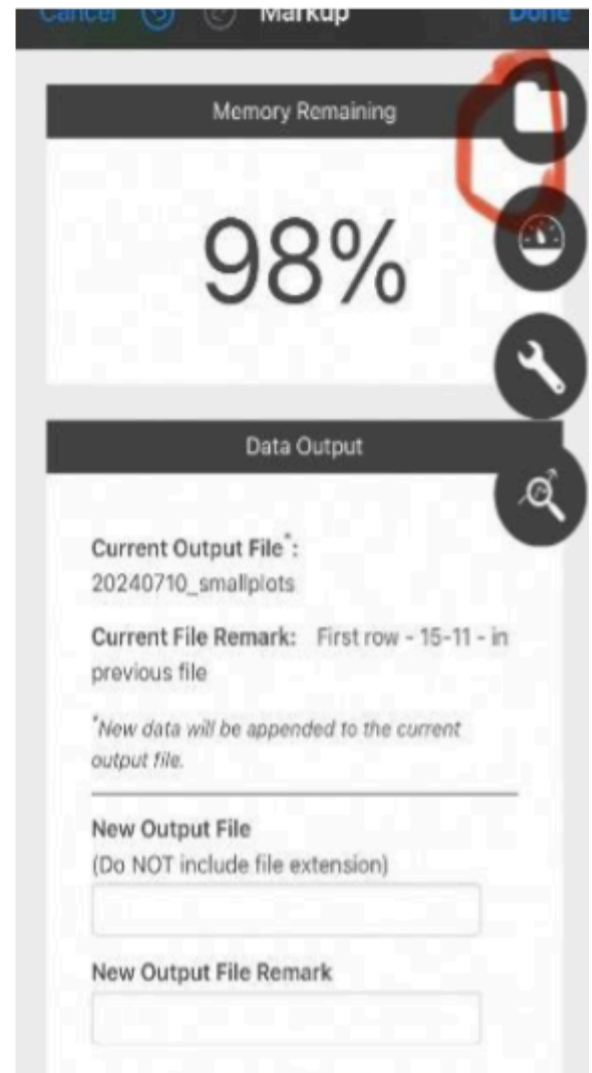 Cancel Markup Done
Memory Remaining
98%
Data Output
Current Output File*:
20240710_smallplots
Current File Remark: First row - 15-11 - in
previous file
*New data will be appended to the current
output file.
New Output File
(Do NOT include file extension)
New Output File Remark